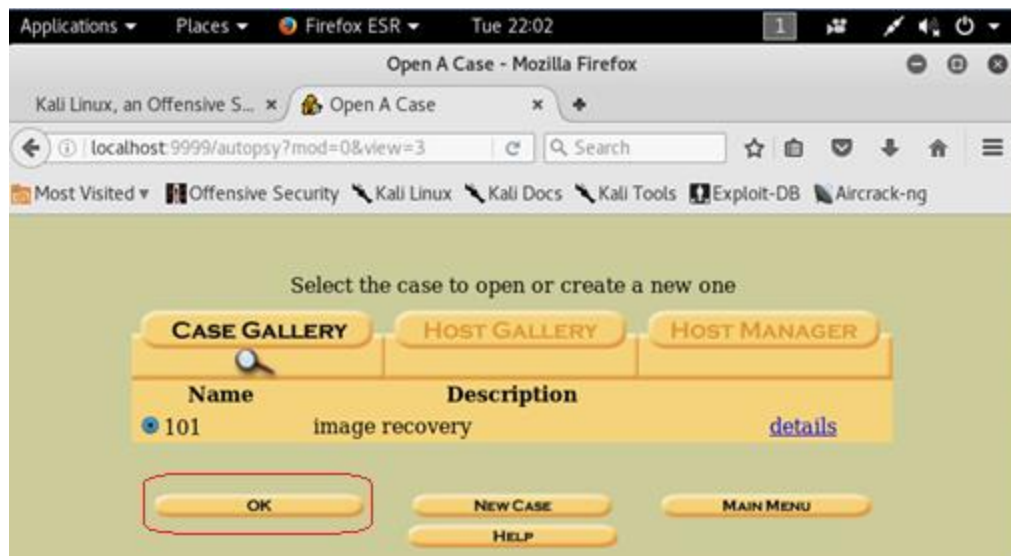 Applications Places Firefox ESR Tue 22:02 1
Open A Case - Mozilla Firefox
Kali Linux, an Offensive S... Open A Case
localhost:9999/autopsy?mod=0&view=3 Search
Most Visited Offensive Security Kali Linux Kali Docs Kali Tools Exploit-DB Aircrack-ng
Select the case to open or create a new one
CASE GALLERY HOST GALLERY HOST MANAGER
Name Description
101 image recovery details
OK NEW CASE MAIN MENU
HELP